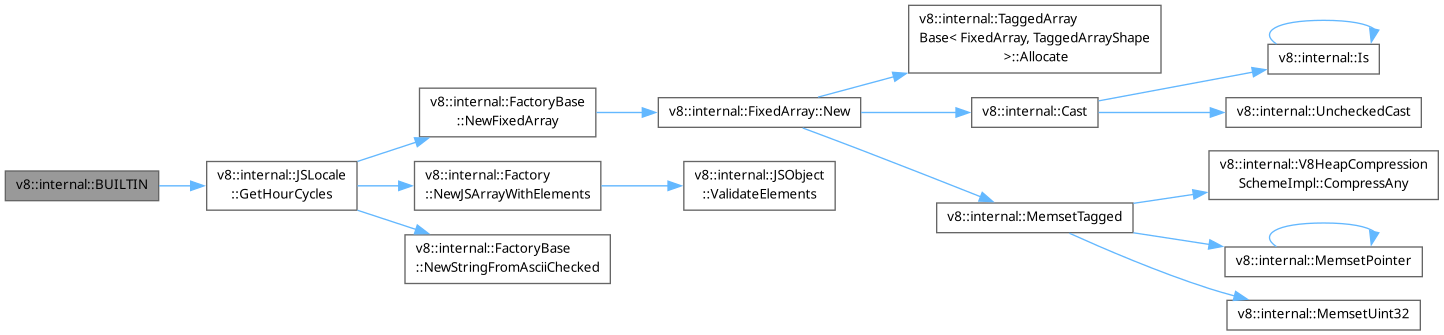 v8::internal::BUILTIN
v8::internal::JSLocale
::GetHourCycles
v8::internal::FactoryBase
::NewFixedArray
v8::internal::Factory
::NewJSArrayWithElements
v8::internal::FactoryBase
::NewStringFromAsciiChecked
v8::internal::FixedArray::New
v8::internal::JSObject
::ValidateElements
v8::internal::TaggedArray
Base< FixedArray, TaggedArrayShape
>::Allocate
v8::internal::Cast
v8::internal::MemsetTagged
v8::internal::Is
v8::internal::UncheckedCast
v8::internal::V8HeapCompression
SchemeImpl::CompressAny
v8::internal::MemsetPointer
v8::internal::MemsetUint32